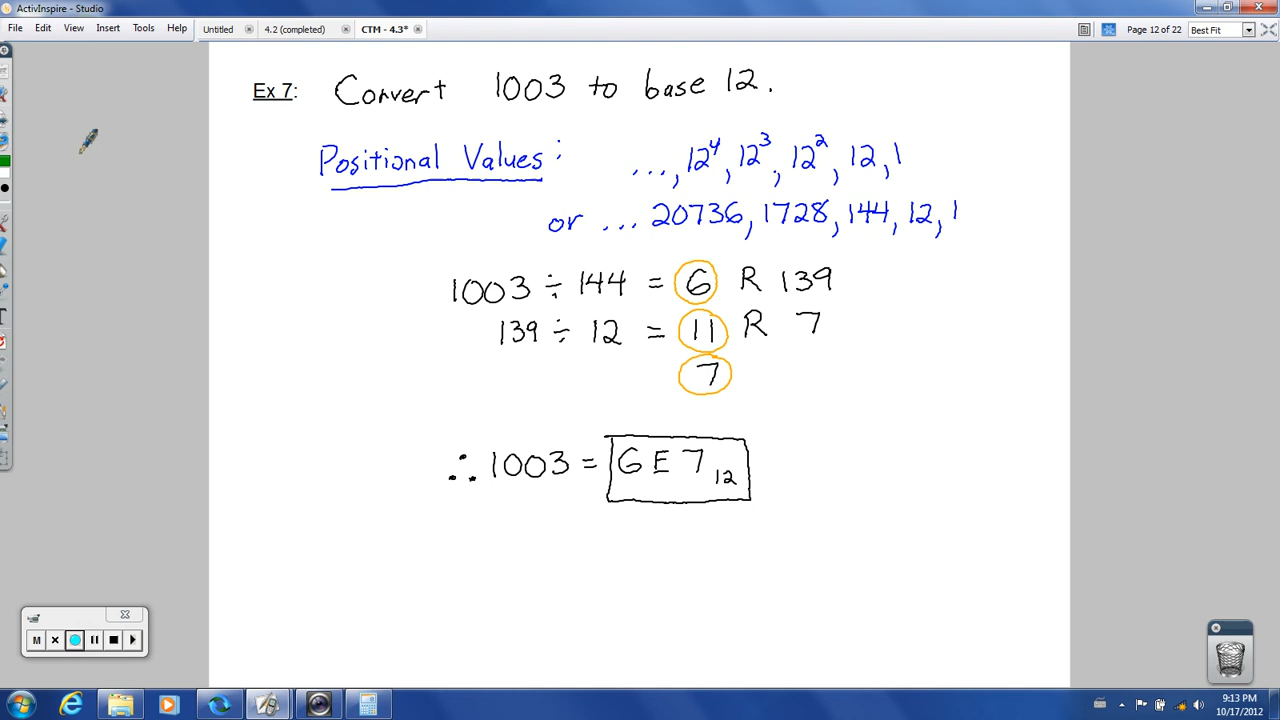 ActivInspire - Studio
File Edit View Insert Tools Help Untitled 4.2 (completed) CTM - 4.3* Page 12 of 22 Best Fit
Ex 7: Convert 1003 to base 12.
Positional Values: ..., 12⁴, 12³, 12², 12, 1
or ... 20736, 1728, 144, 12, 1
1003 ÷ 144 = 6 R 139
139 ÷ 12 = 11 R 7
7
∴ 1003 = 6E7₁₂
M
9:13 PM
10/17/2012